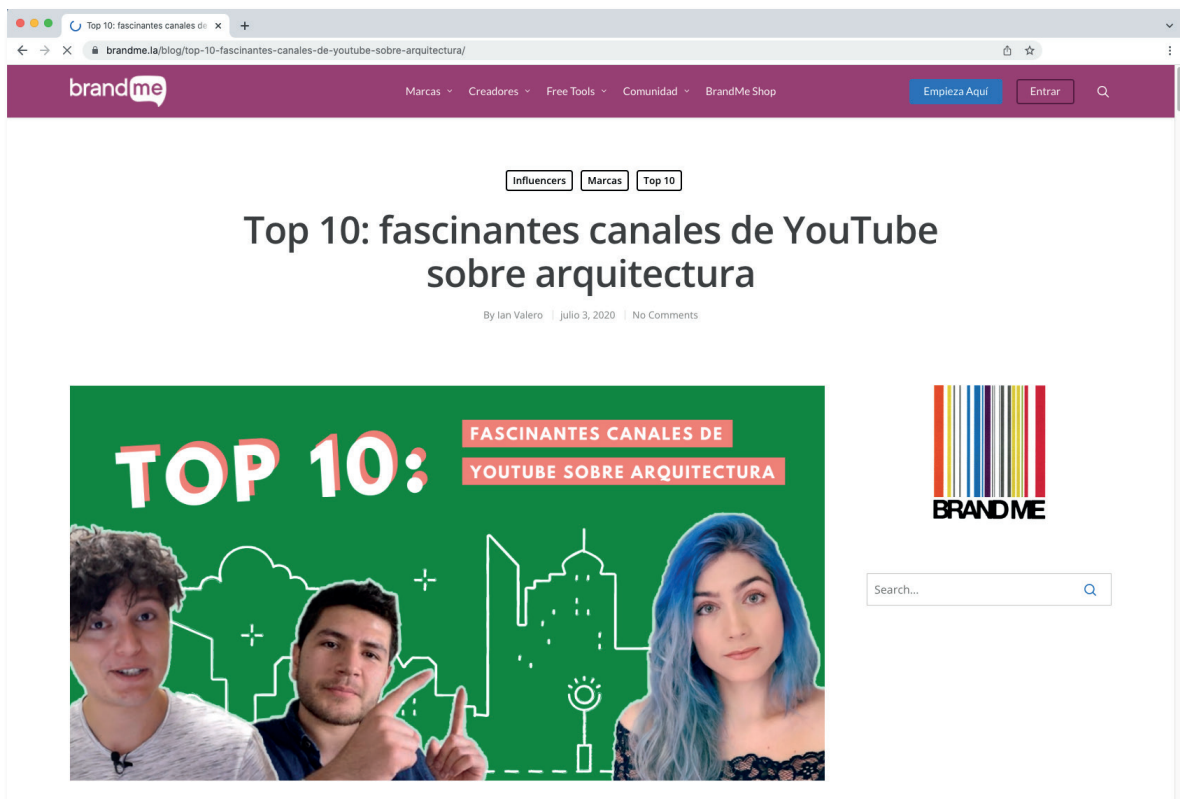 Top 10: fascinantes canales de
brandme.la/blog/top-10-fascinantes-canales-de-youtube-sobre-arquitectura/
brandme
Marcas Creadores Free Tools Comunidad BrandMe Shop
Empieza Aquí Entrar
Influencers Marcas Top 10
Top 10: fascinantes canales de YouTube
sobre arquitectura
By Ian Valero julio 3, 2020 No Comments
TOP 10:
FASCINANTES CANALES DE
YOUTUBE SOBRE ARQUITECTURA
BRAND ME
Search...